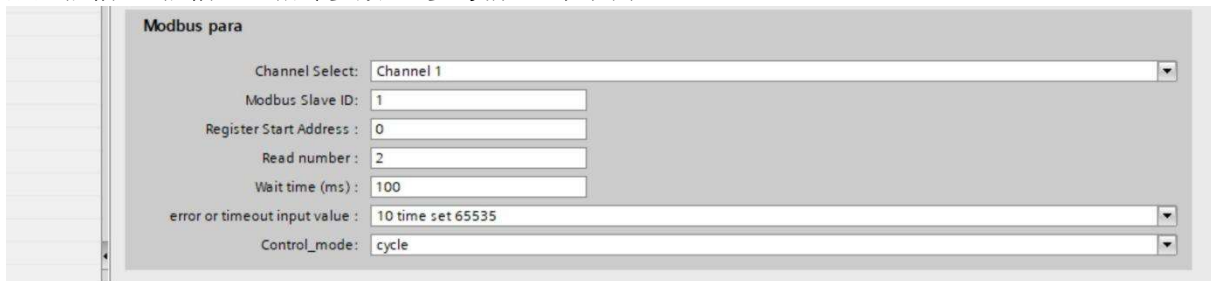 Modbus para
Channel Select: Channel 1
Modbus Slave ID: 1
Register Start Address : 0
Read number : 2
Wait time (ms) : 100
error or timeout input value : 10 time set 65535
Control_mode: cycle